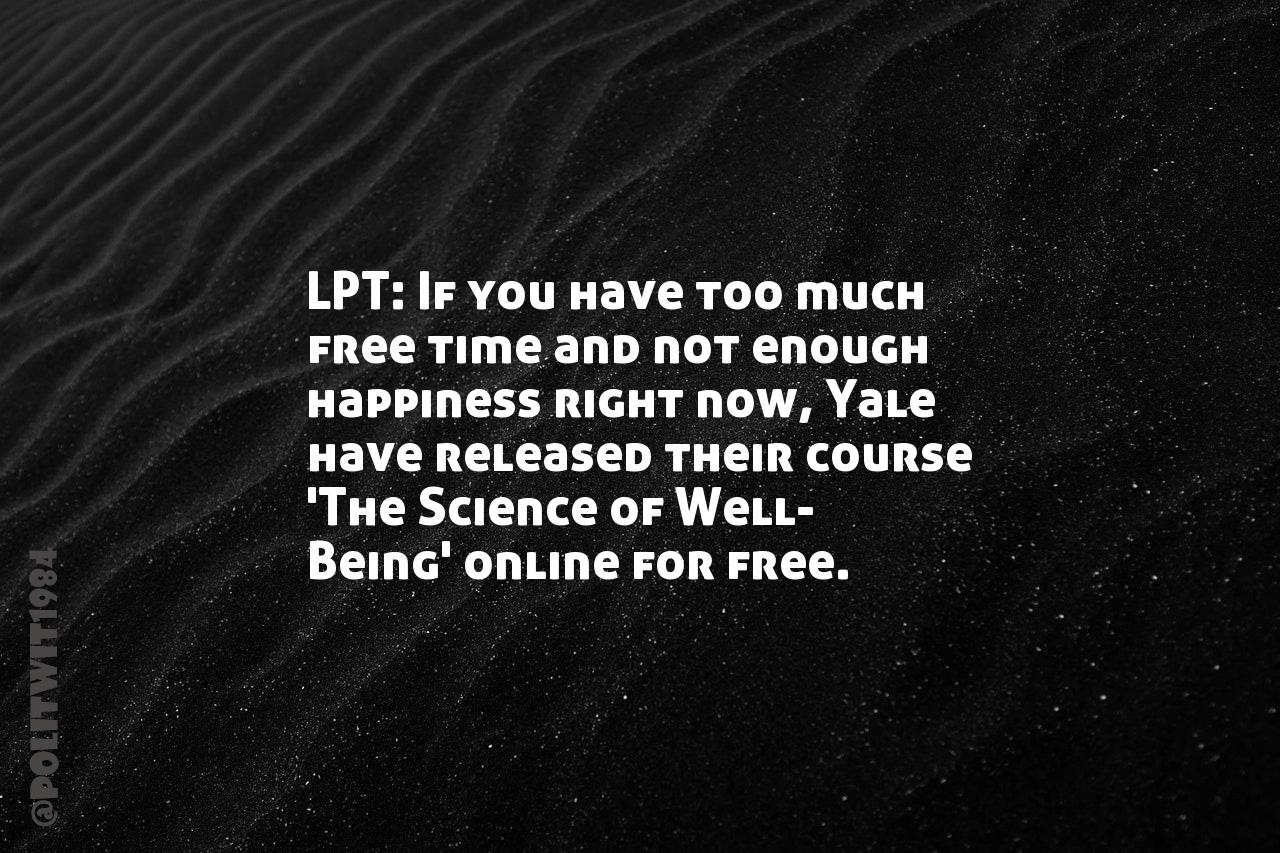 LPT: If you have too much
free time and not enough
happiness right now, Yale
have released their course
'The Science of Well-
Being' online for free.
@POLITWIT1984